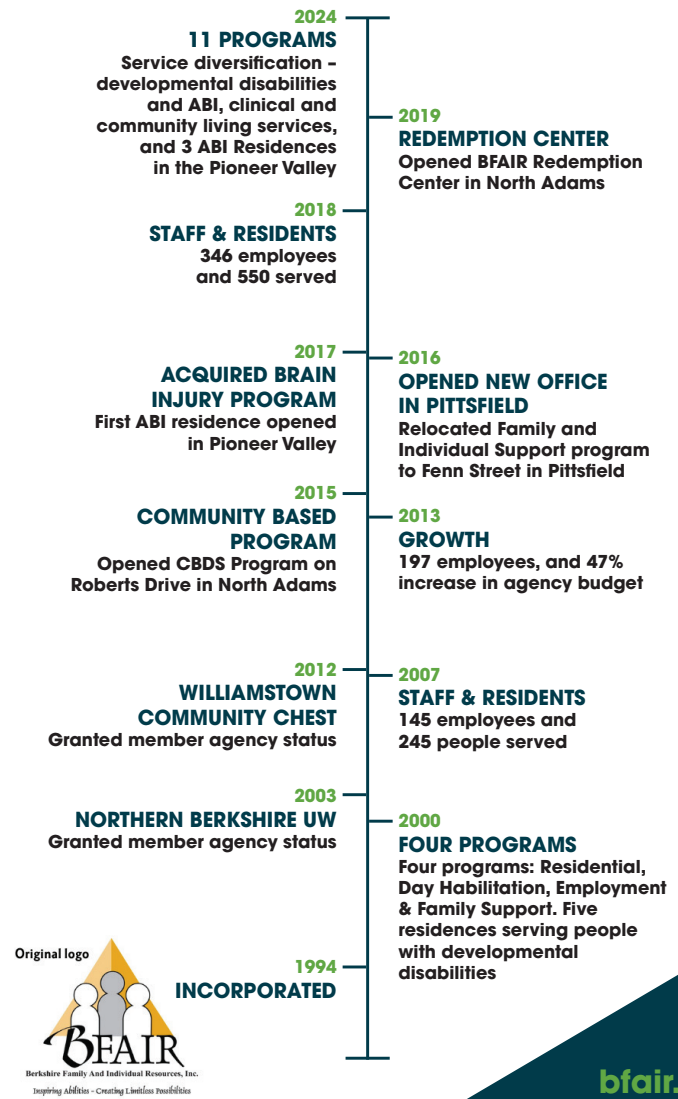 2024
11 PROGRAMS
Service diversification –
developmental disabilities
and ABI, clinical and
community living services,
and 3 ABI Residences
in the Pioneer Valley
2019
REDEMPTION CENTER
Opened BFAIR Redemption
Center in North Adams
2018
STAFF & RESIDENTS
346 employees
and 550 served
2017
ACQUIRED BRAIN
INJURY PROGRAM
First ABI residence opened
in Pioneer Valley
2016
OPENED NEW OFFICE
IN PITTSFIELD
Relocated Family and
Individual Support program
to Fenn Street in Pittsfield
2015
COMMUNITY BASED
PROGRAM
Opened CBDS Program on
Roberts Drive in North Adams
2013
GROWTH
197 employees, and 47%
increase in agency budget
2012
WILLIAMSTOWN
COMMUNITY CHEST
Granted member agency status
2007
STAFF & RESIDENTS
145 employees and
245 people served
2003
NORTHERN BERKSHIRE UW
Granted member agency status
2000
FOUR PROGRAMS
Four programs: Residential,
Day Habilitation, Employment
& Family Support. Five
residences serving people
with developmental
disabilities
1994
INCORPORATED
Original logo
BFAIR
Berkshire Family And Individual Resources, Inc.
Inspiring Abilities – Creating Limitless Possibilities
bfair.